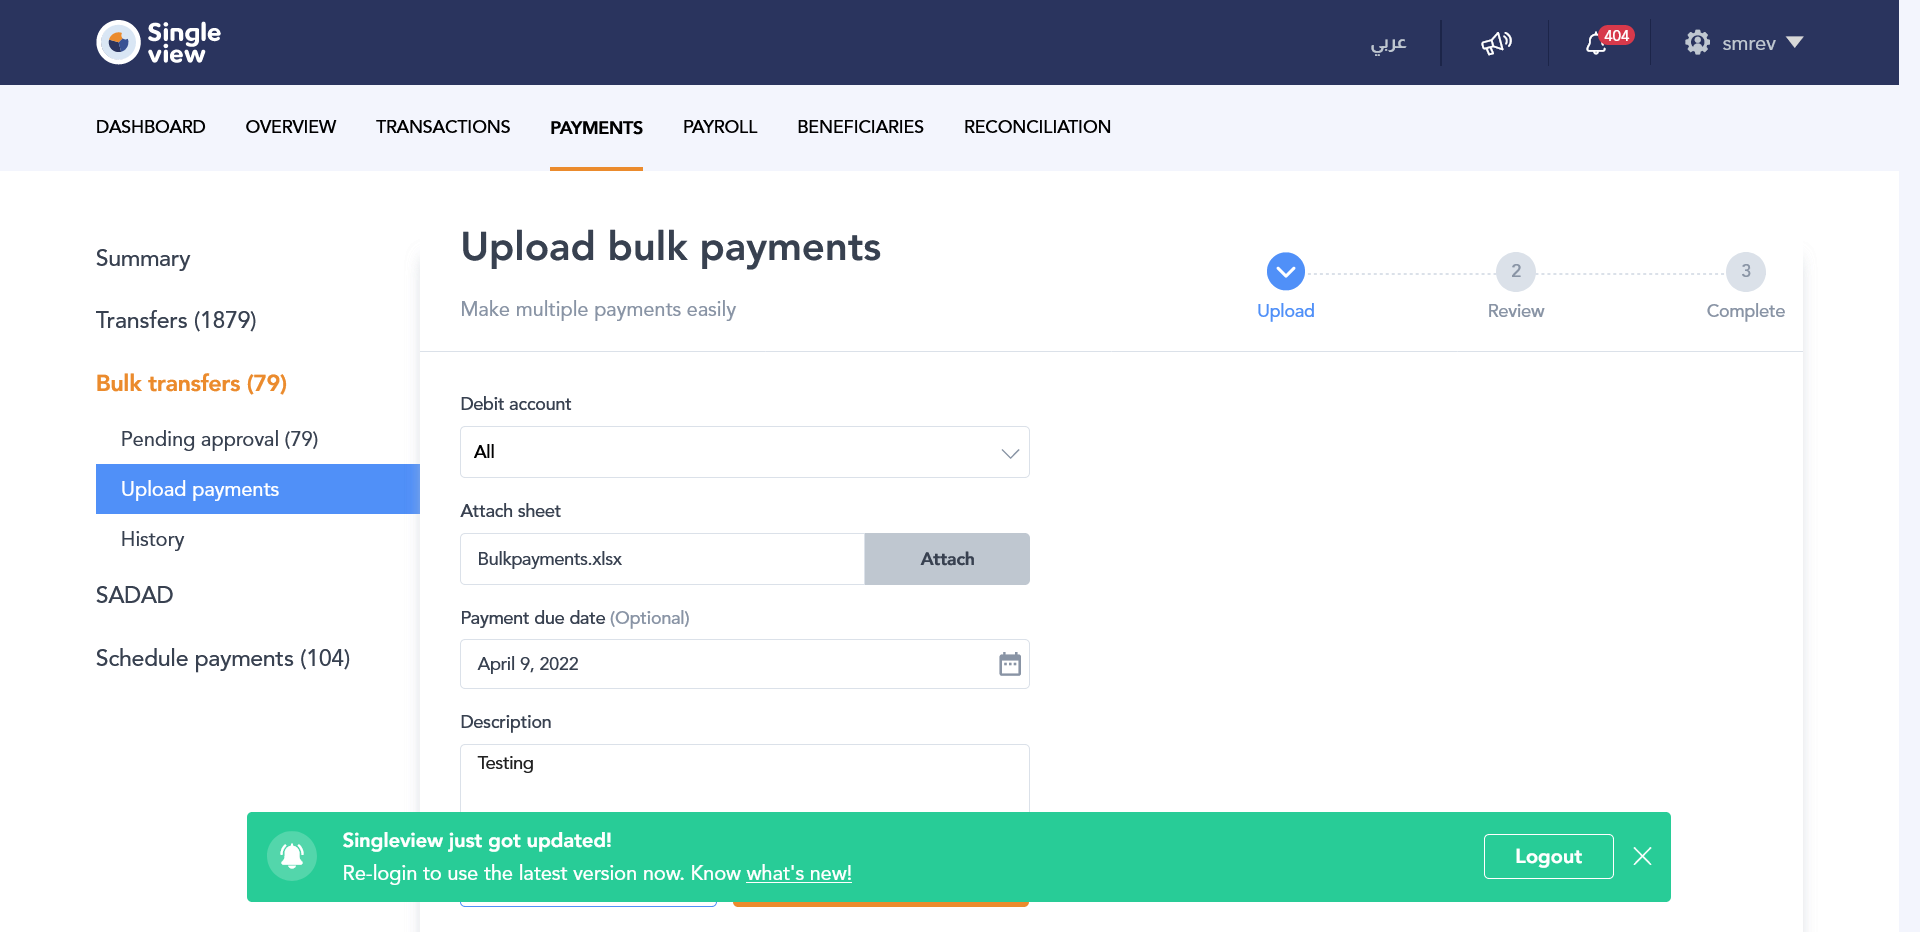 Single
view
عربي
404
smrev
DASHBOARD OVERVIEW TRANSACTIONS PAYMENTS PAYROLL BENEFICIARIES RECONCILIATION
Summary
Transfers (1879)
Bulk transfers (79)
Pending approval (79)
Upload payments
History
SADAD
Schedule payments (104)
Upload bulk payments
Make multiple payments easily
2 3
Upload Review Complete
Debit account
All
Attach sheet
Bulkpayments.xlsx Attach
Payment due date (Optional)
April 9, 2022
Description
Testing
Singleview just got updated!
Re-login to use the latest version now. Know what's new!
Logout